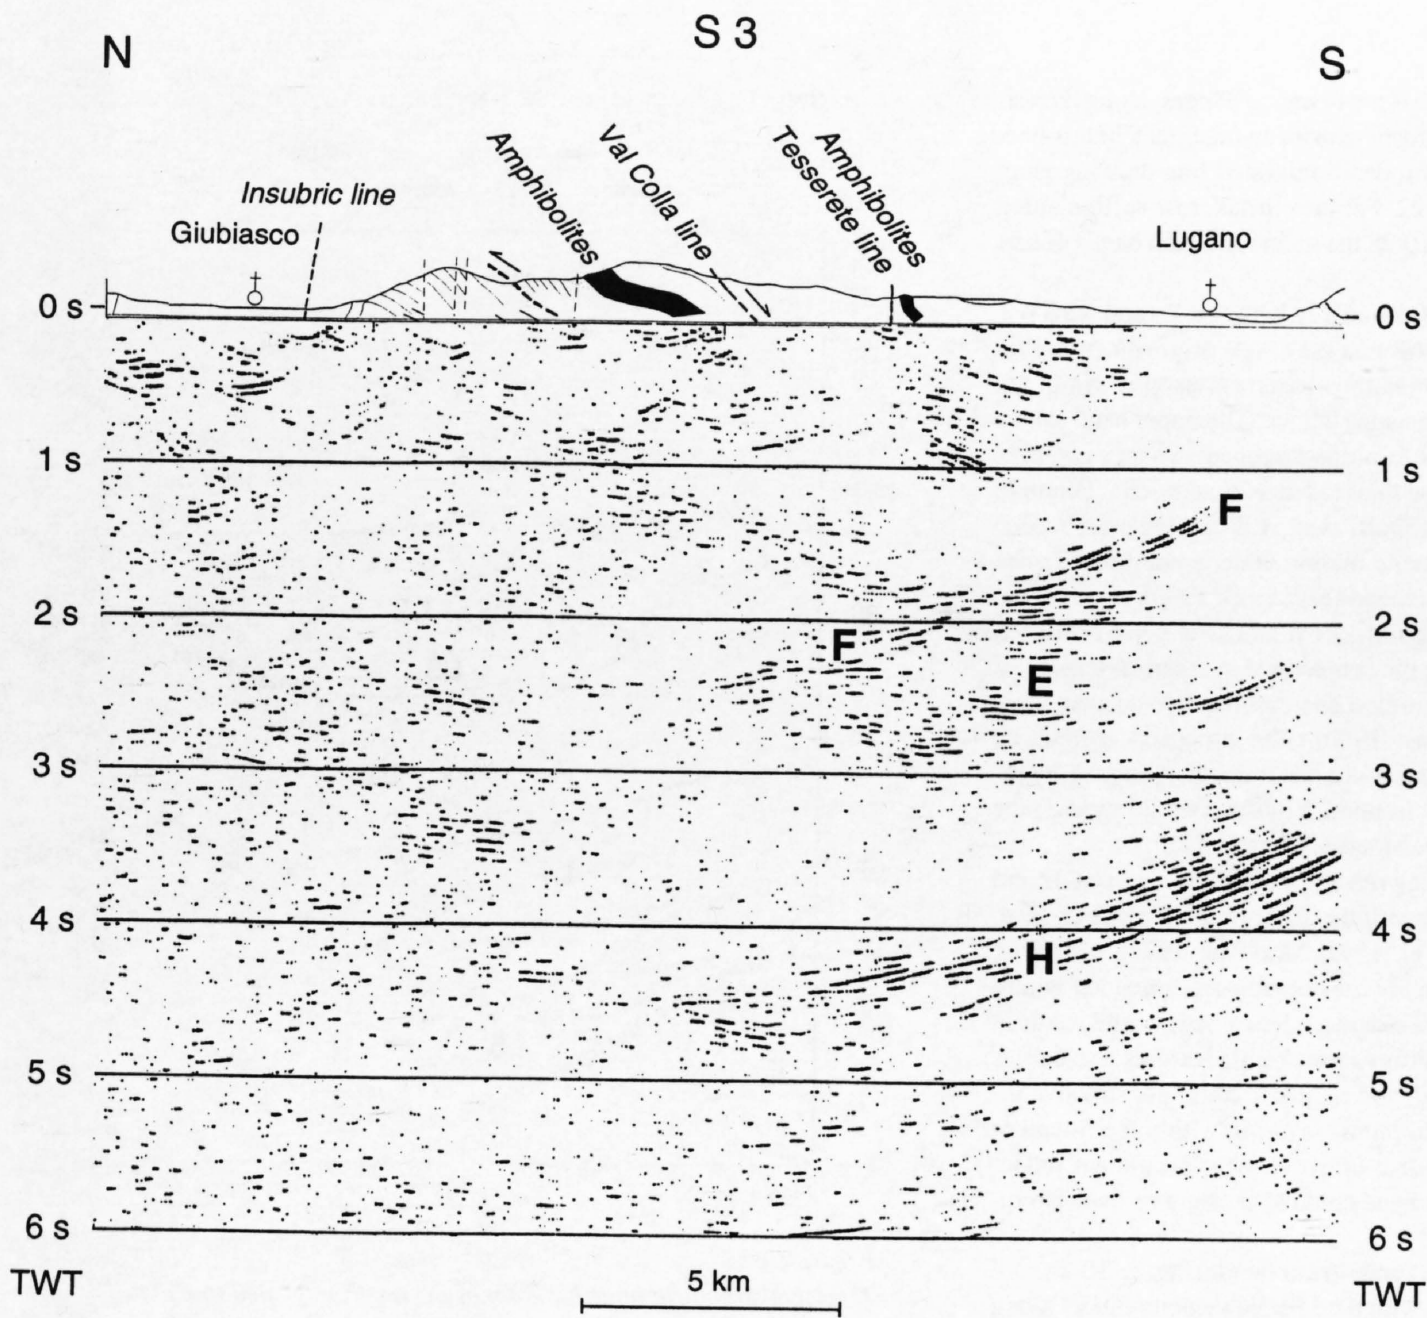 S 3
N
S
Insubric line
Giubiasco
Amphibolites
Val Colla line
Tesserete line
Amphibolites
Lugano
0 s
0 s
1 s
1 s
F
2 s
2 s
F
E
3 s
3 s
4 s
4 s
H
5 s
5 s
6 s
6 s
TWT
5 km
TWT